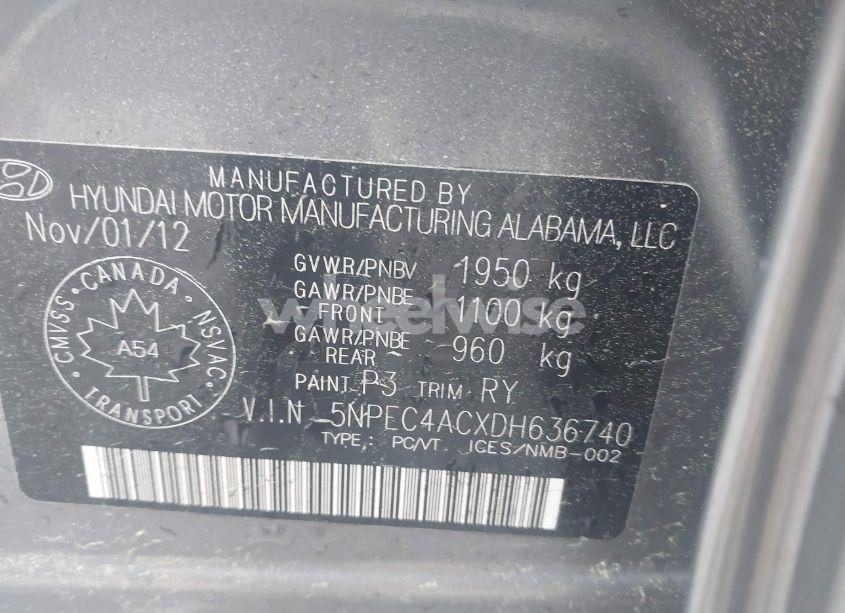 MANUFACTURED BY
HYUNDAI MOTOR MANUFACTURING ALABAMA, LLC
Nov/01/12
GVWR/PNBV 1950 kg
GAWR/PNBE
FRONT 1100 kg
GAWR/PNBE
REAR 960 kg
PAINT P3 TRIM RY
V.I.N 5NPEC4ACXDH636740
TYPE: PC/VT ICES/NMB-002
CANADA
CMVSS NSVAC
A54
TRANSPORT
wheelwise